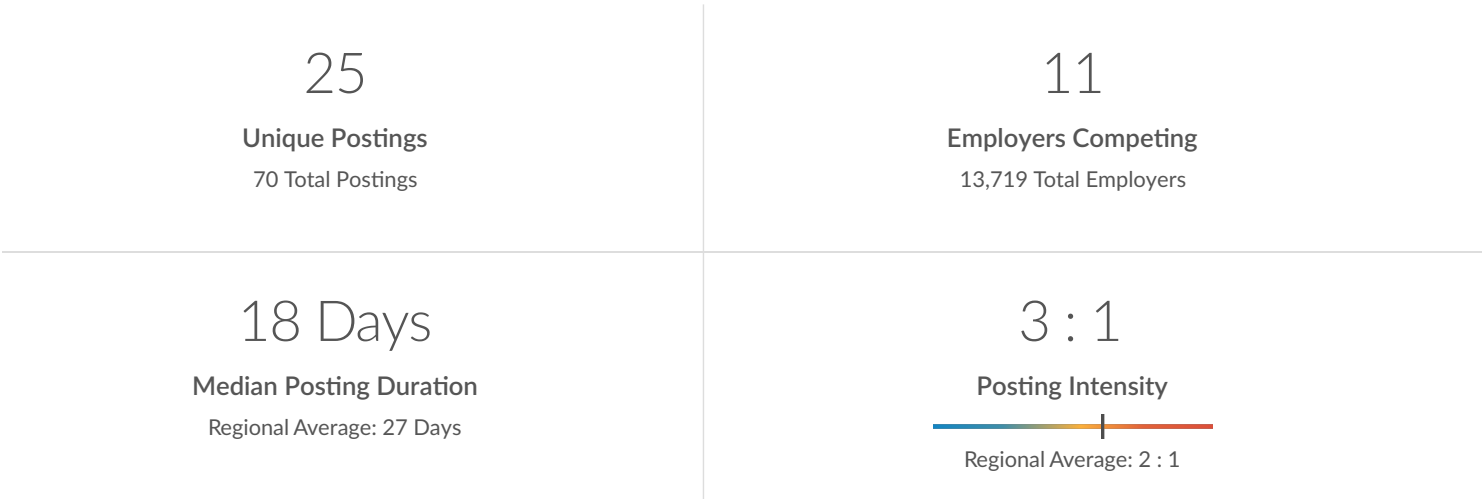 25
Unique Postings
70 Total Postings
11
Employers Competing
13,719 Total Employers
18 Days
Median Posting Duration
Regional Average: 27 Days
3 : 1
Posting Intensity
Regional Average: 2 : 1